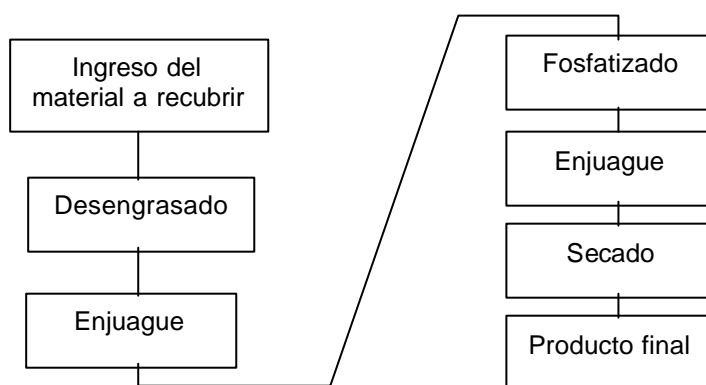 Ingreso del
material a recubrir
Desengrasado
Enjuague
Fosfatizado
Enjuague
Secado
Producto final